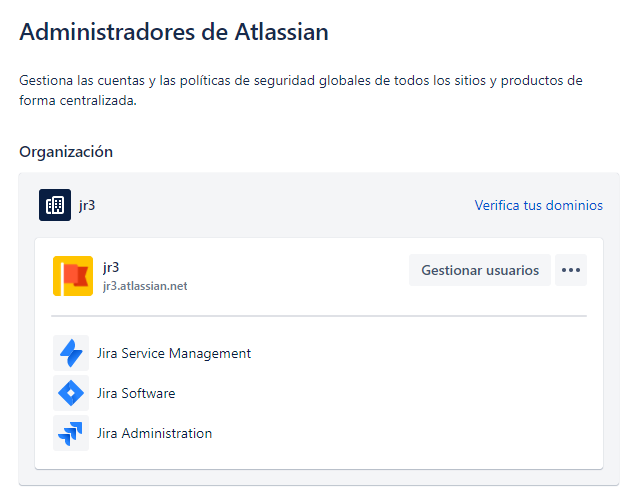 Administradores de Atlassian
Gestiona las cuentas y las políticas de seguridad globales de todos los sitios y productos de
forma centralizada.
Organización
jr3
Verifica tus dominios
jr3
jr3.atlassian.net
Gestionar usuarios
Jira Service Management
Jira Software
Jira Administration